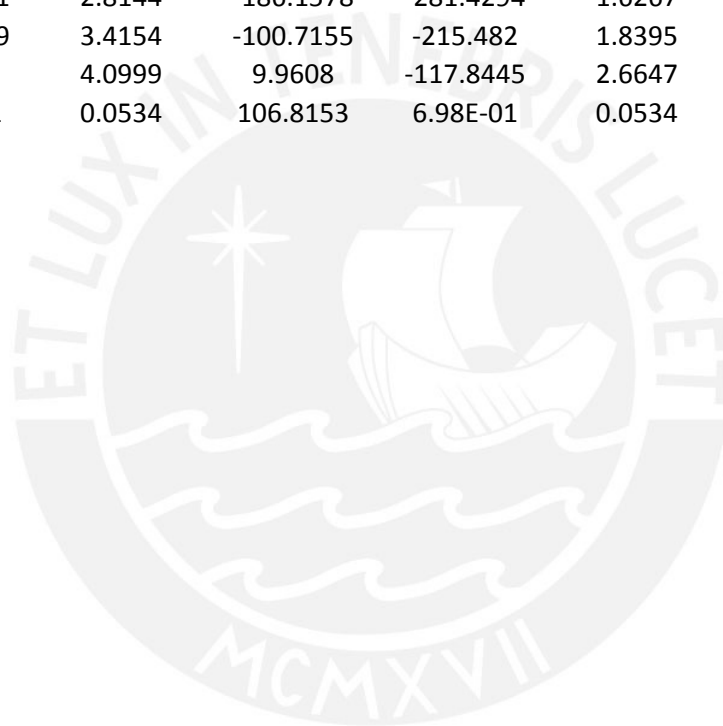 3.4154 -100.7155 -215.482 1.8395
4.0999 9.9608 -117.8445 2.6647
0.0534 106.8153 6.98E-01 0.0534
ET LUX IN TENEBRIS LUCET
MCMXVII